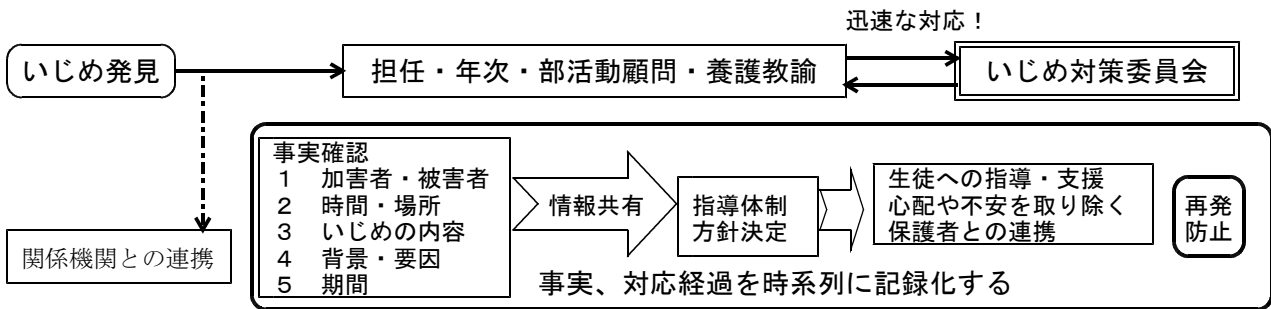 迅速な対応！
いじめ発見
担任・年次・部活動顧問・養護教諭
いじめ対策委員会
事実確認
１　加害者・被害者
２　時間・場所
３　いじめの内容
４　背景・要因
５　期間
情報共有
指導体制
方針決定
生徒への指導・支援
心配や不安を取り除く
保護者との連携
再発
防止
関係機関との連携
事実、対応経過を時系列に記録化する